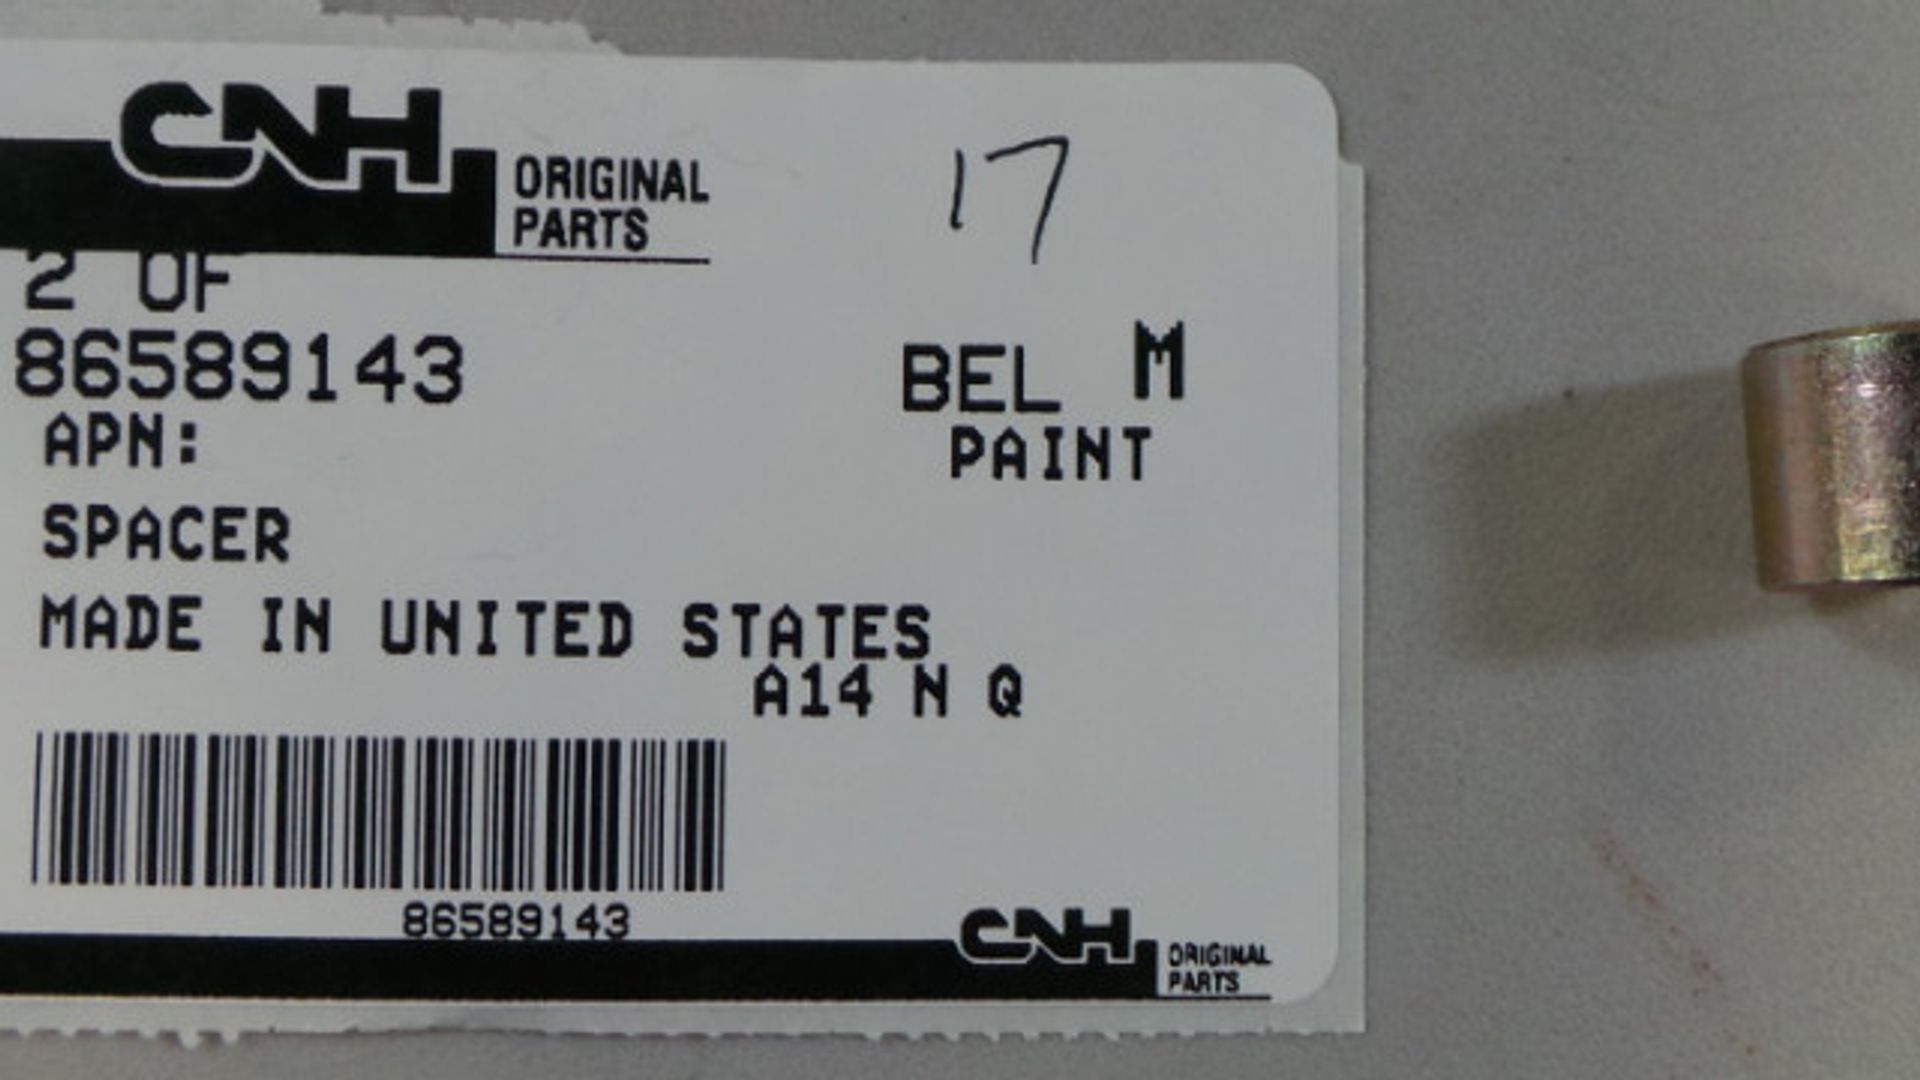 CNH ORIGINAL PARTS
17
2 OF
86589143
BEL M
APN:
PAINT
SPACER
MADE IN UNITED STATES
A14 N Q
86589143
CNH ORIGINAL PARTS